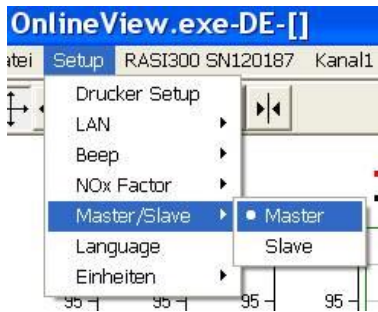 OnlineView.exe-DE-[]
atei Setup RASI300 SN120187 Kanal1
Drucker Setup
LAN
Beep
NOx Factor
Master/Slave Master
Language Slave
Einheiten
95 95 95 95